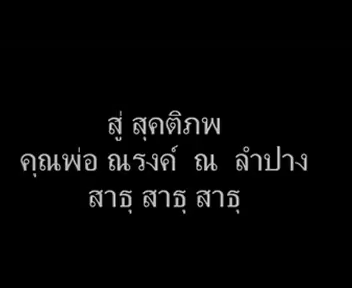 สู่ สุคติภพ
คุณพ่อ ณรงค์ ณ ลำปาง
สาธุ สาธุ สาธุ